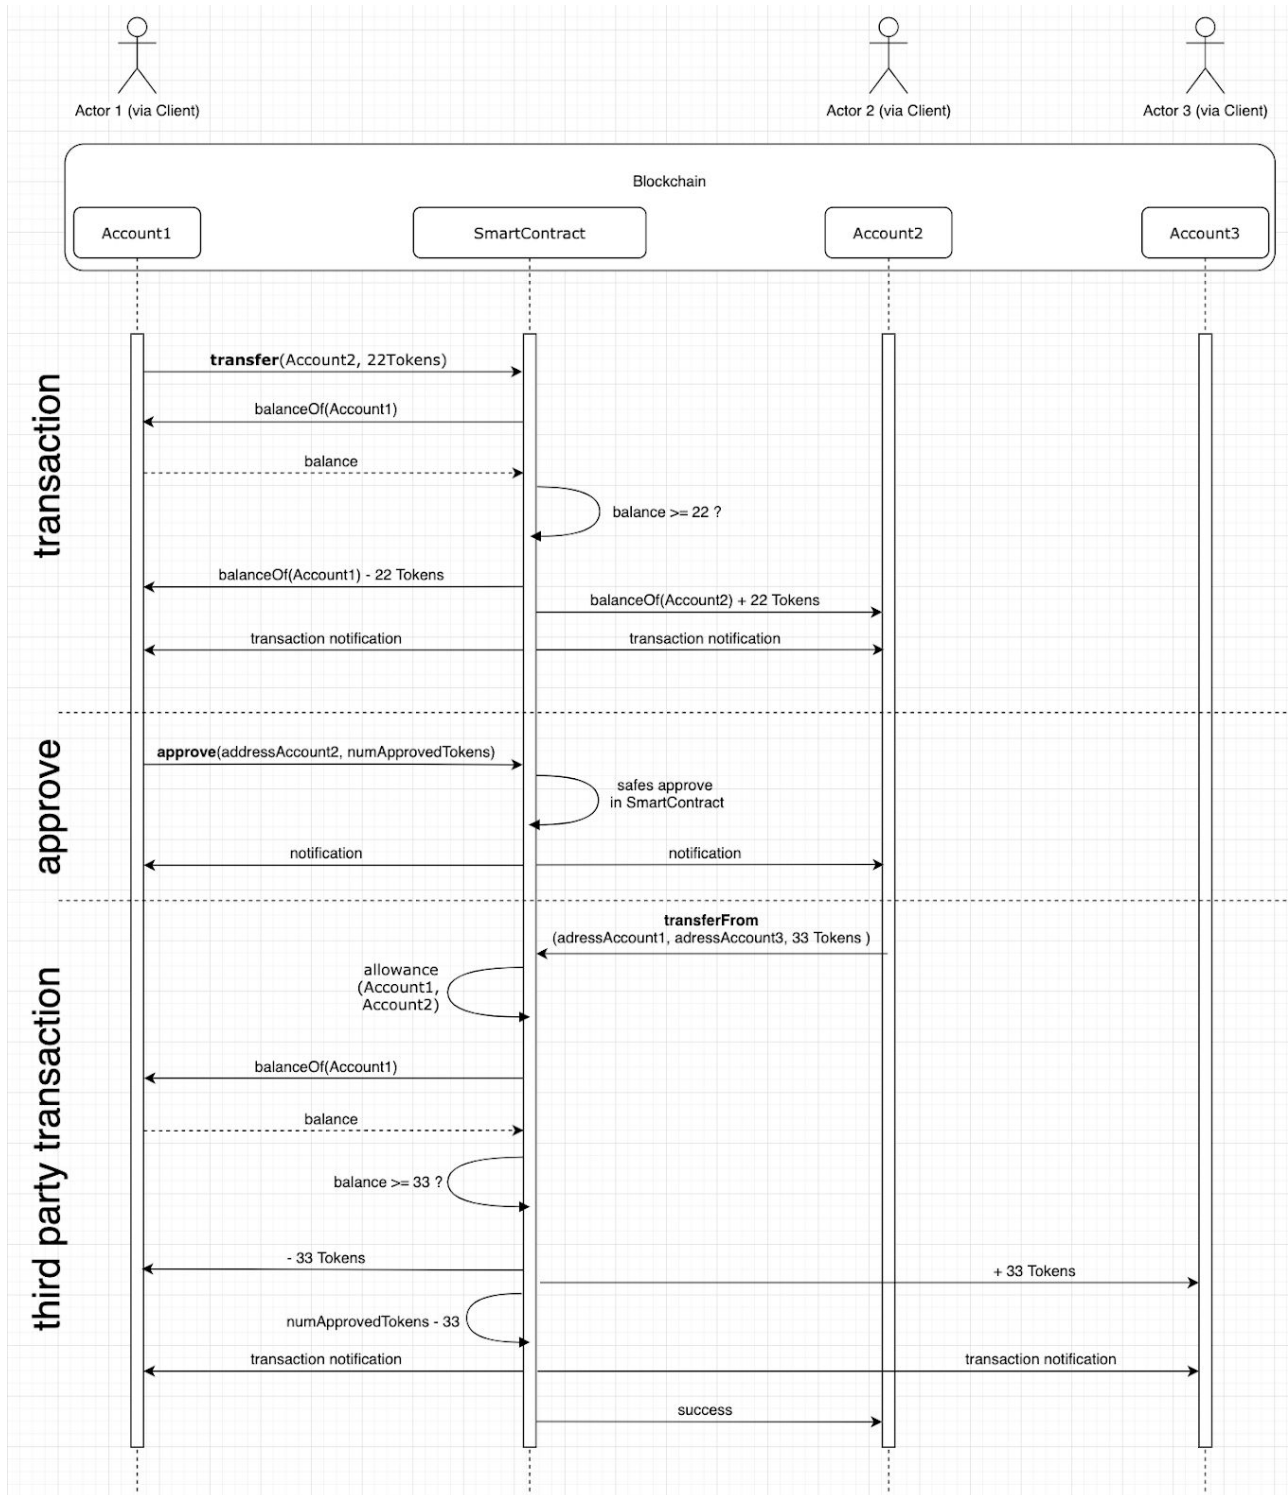 Actor 1 (via Client)
Actor 2 (via Client)
Actor 3 (via Client)
Blockchain
Account1
SmartContract
Account2
Account3
transaction
transfer(Account2, 22Tokens)
balanceOf(Account1)
balance
balance >= 22 ?
balanceOf(Account1) - 22 Tokens
balanceOf(Account2) + 22 Tokens
transaction notification
transaction notification
approve
approve(addressAccount2, numApprovedTokens)
safes approve
in SmartContract
notification
notification
third party transaction
transferFrom
(adressAccount1, adressAccount3, 33 Tokens )
allowance
(Account1,
Account2)
balanceOf(Account1)
balance
balance >= 33 ?
- 33 Tokens
+ 33 Tokens
numApprovedTokens - 33
transaction notification
transaction notification
success